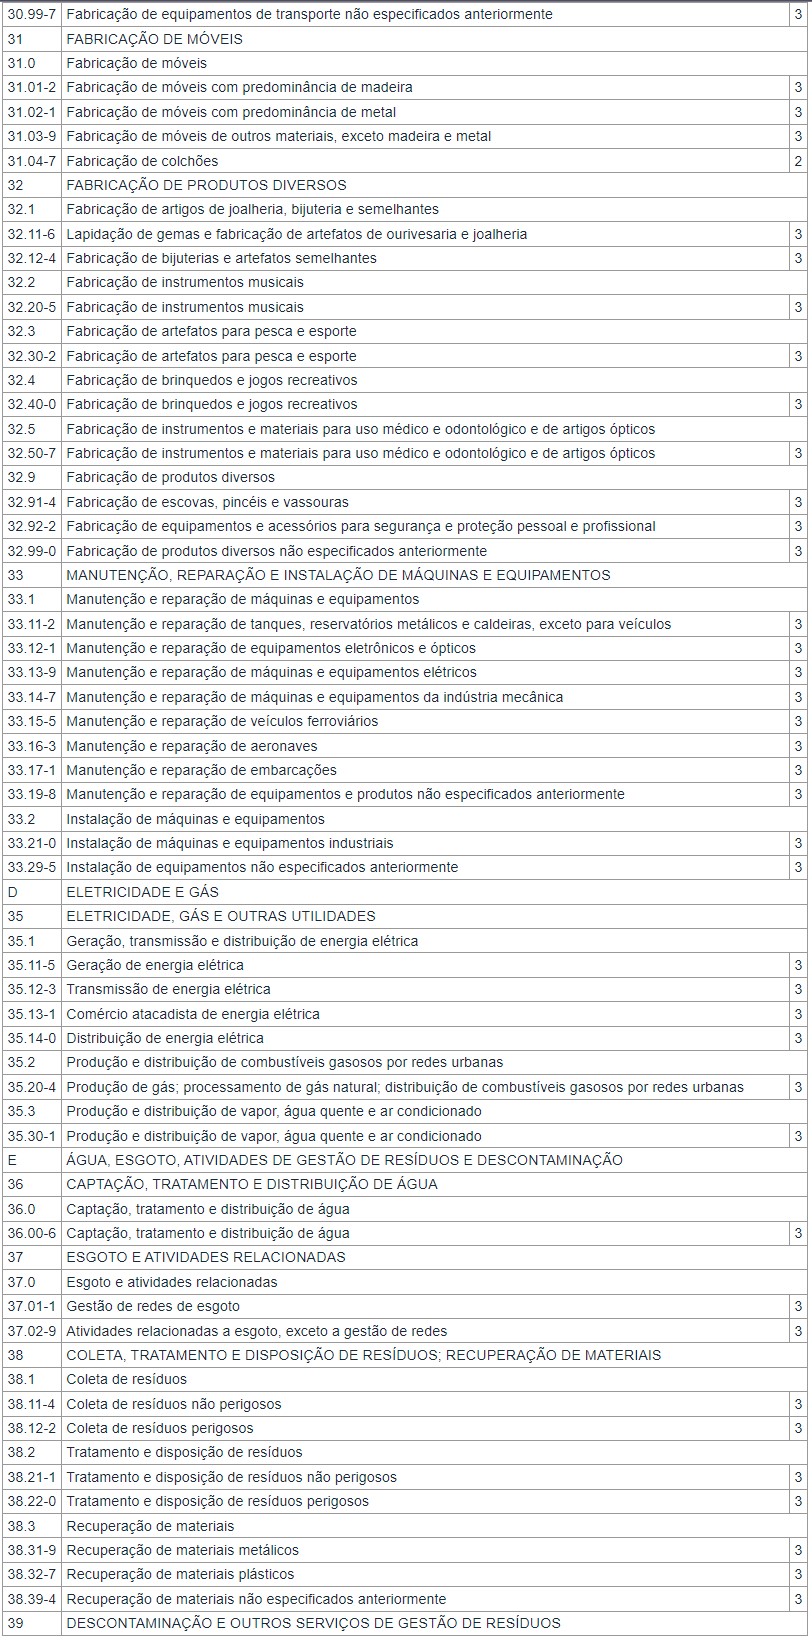 30.99-7 Fabricação de equipamentos de transporte não especificados anteriormente 3
31 FABRICAÇÃO DE MÓVEIS
31.0 Fabricação de móveis
31.01-2 Fabricação de móveis com predominância de madeira 3
31.02-1 Fabricação de móveis com predominância de metal 3
31.03-9 Fabricação de móveis de outros materiais, exceto madeira e metal 3
31.04-7 Fabricação de colchões 2
32 FABRICAÇÃO DE PRODUTOS DIVERSOS
32.1 Fabricação de artigos de joalheria, bijuteria e semelhantes
32.11-6 Lapidação de gemas e fabricação de artefatos de ourivesaria e joalheria 3
32.12-4 Fabricação de bijuterias e artefatos semelhantes 3
32.2 Fabricação de instrumentos musicais
32.20-5 Fabricação de instrumentos musicais 3
32.3 Fabricação de artefatos para pesca e esporte
32.30-2 Fabricação de artefatos para pesca e esporte 3
32.4 Fabricação de brinquedos e jogos recreativos
32.40-0 Fabricação de brinquedos e jogos recreativos 3
32.5 Fabricação de instrumentos e materiais para uso médico e odontológico e de artigos ópticos
32.50-7 Fabricação de instrumentos e materiais para uso médico e odontológico e de artigos ópticos 3
32.9 Fabricação de produtos diversos
32.91-4 Fabricação de escovas, pincéis e vassouras 3
32.92-2 Fabricação de equipamentos e acessórios para segurança e proteção pessoal e profissional 3
32.99-0 Fabricação de produtos diversos não especificados anteriormente 3
33 MANUTENÇÃO, REPARAÇÃO E INSTALAÇÃO DE MÁQUINAS E EQUIPAMENTOS
33.1 Manutenção e reparação de máquinas e equipamentos
33.11-2 Manutenção e reparação de tanques, reservatórios metálicos e caldeiras, exceto para veículos 3
33.12-1 Manutenção e reparação de equipamentos eletrônicos e ópticos 3
33.13-9 Manutenção e reparação de máquinas e equipamentos elétricos 3
33.14-7 Manutenção e reparação de máquinas e equipamentos da indústria mecânica 3
33.15-5 Manutenção e reparação de veículos ferroviários 3
33.16-3 Manutenção e reparação de aeronaves 3
33.17-1 Manutenção e reparação de embarcações 3
33.19-8 Manutenção e reparação de equipamentos e produtos não especificados anteriormente 3
33.2 Instalação de máquinas e equipamentos
33.21-0 Instalação de máquinas e equipamentos industriais 3
33.29-5 Instalação de equipamentos não especificados anteriormente 3
D ELETRICIDADE E GÁS
35 ELETRICIDADE, GÁS E OUTRAS UTILIDADES
35.1 Geração, transmissão e distribuição de energia elétrica
35.11-5 Geração de energia elétrica 3
35.12-3 Transmissão de energia elétrica 3
35.13-1 Comércio atacadista de energia elétrica 3
35.14-0 Distribuição de energia elétrica 3
35.2 Produção e distribuição de combustíveis gasosos por redes urbanas
35.20-4 Produção de gás; processamento de gás natural; distribuição de combustíveis gasosos por redes urbanas 3
35.3 Produção e distribuição de vapor, água quente e ar condicionado
35.30-1 Produção e distribuição de vapor, água quente e ar condicionado 3
E ÁGUA, ESGOTO, ATIVIDADES DE GESTÃO DE RESÍDUOS E DESCONTAMINAÇÃO
36 CAPTAÇÃO, TRATAMENTO E DISTRIBUIÇÃO DE ÁGUA
36.0 Captação, tratamento e distribuição de água
36.00-6 Captação, tratamento e distribuição de água 3
37 ESGOTO E ATIVIDADES RELACIONADAS
37.0 Esgoto e atividades relacionadas
37.01-1 Gestão de redes de esgoto 3
37.02-9 Atividades relacionadas a esgoto, exceto a gestão de redes 3
38 COLETA, TRATAMENTO E DISPOSIÇÃO DE RESÍDUOS; RECUPERAÇÃO DE MATERIAIS
38.1 Coleta de resíduos
38.11-4 Coleta de resíduos não perigosos 3
38.12-2 Coleta de resíduos perigosos 3
38.2 Tratamento e disposição de resíduos
38.21-1 Tratamento e disposição de resíduos não perigosos 3
38.22-0 Tratamento e disposição de resíduos perigosos 3
38.3 Recuperação de materiais
38.31-9 Recuperação de materiais metálicos 3
38.32-7 Recuperação de materiais plásticos 3
38.39-4 Recuperação de materiais não especificados anteriormente 3
39 DESCONTAMINAÇÃO E OUTROS SERVIÇOS DE GESTÃO DE RESÍDUOS